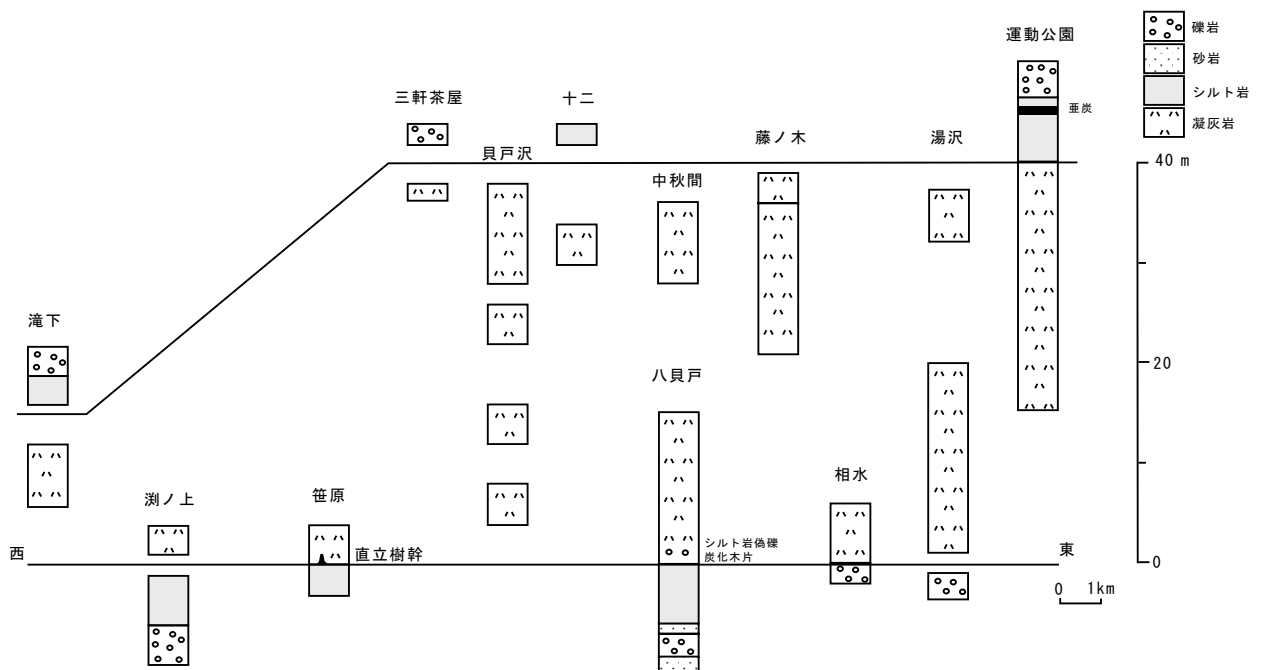 運動公園
礫岩
砂岩
シルト岩
凝灰岩
三軒茶屋
十二
亜炭
貝戸沢
藤ノ木
湯沢
40 m
中秋間
滝下
20
八貝戸
相水
渕ノ上
笹原
西
直立樹幹
シルト岩偽礫
炭化木片
東
0
0 1km